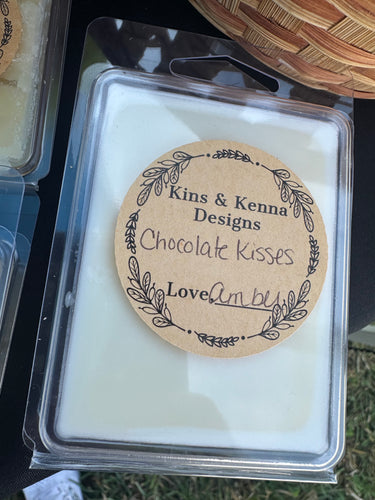 Kins & Kenna
Designs
Chocolate Kisses
Love, Amber